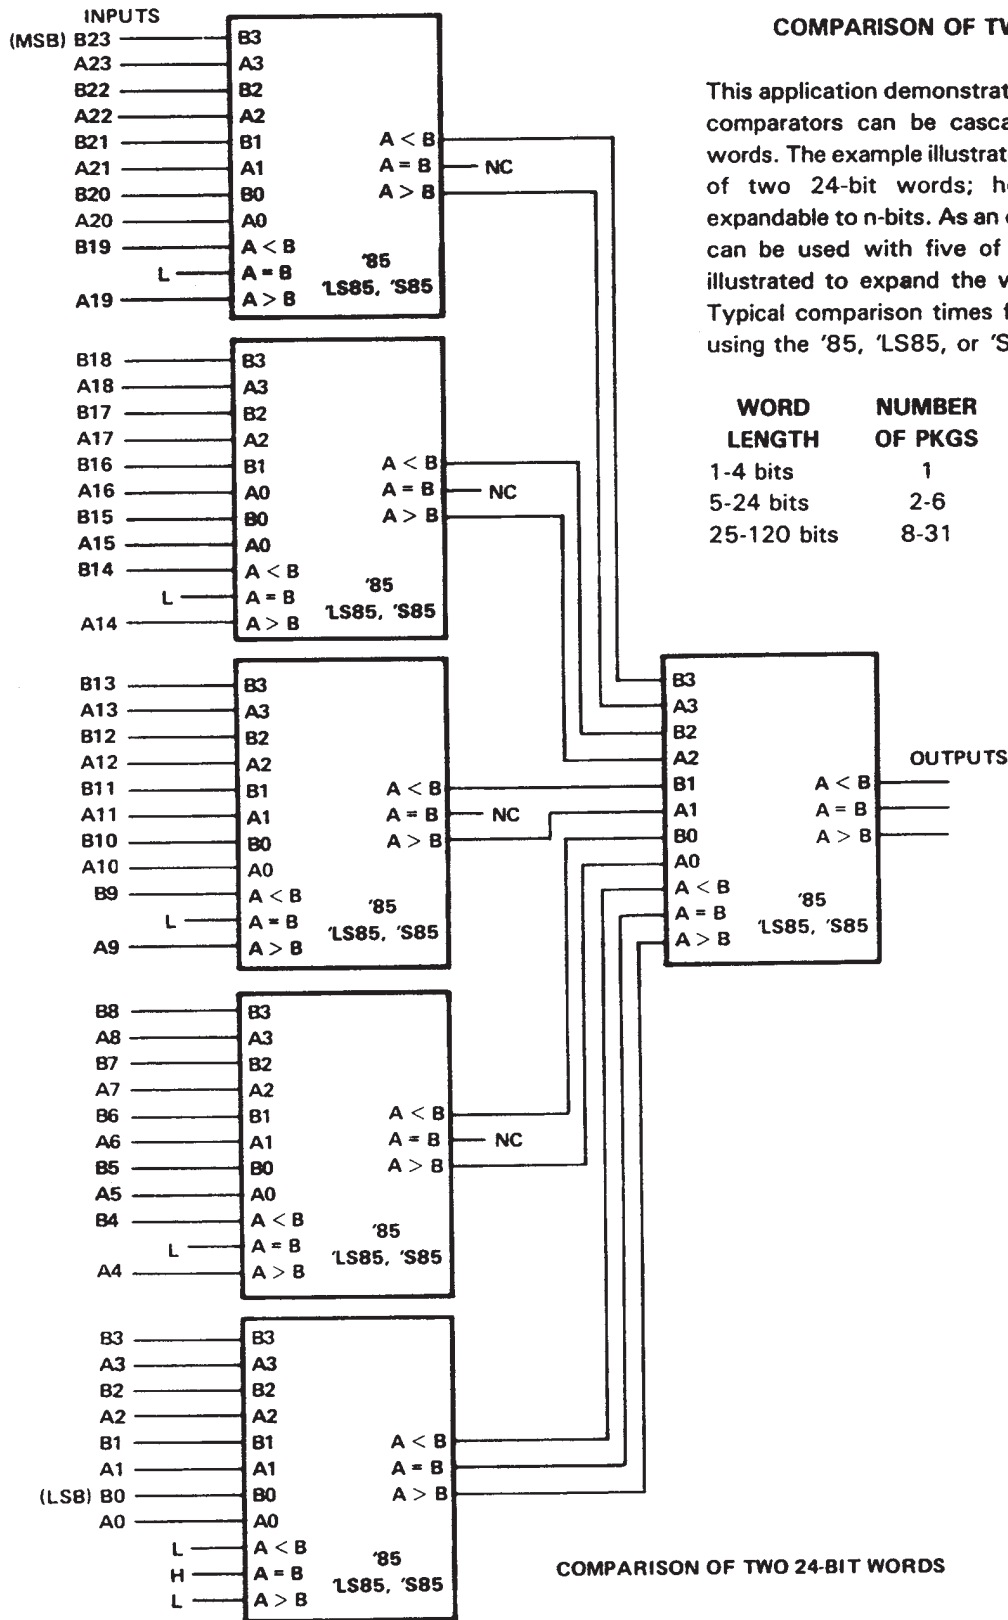 INPUTS
(MSB) B23 B3
A23 A3
B22 B2
A22 A2
B21 B1 A < B
A21 A1 A = B NC
B20 B0 A > B
A20 A0
B19 A < B
L A = B '85
A19 A > B 'LS85, 'S85
COMPARISON OF TW
This application demonstrat
comparators can be casca
words. The example illustrat
of two 24-bit words; h
expandable to n-bits. As an
can be used with five of
illustrated to expand the
Typical comparison times
using the '85, 'LS85, or 'S
WORD NUMBER
LENGTH OF PKGS
1-4 bits 1
5-24 bits 2-6
25-120 bits 8-31
B18 B3
A18 A3
B17 B2
A17 A2
B16 B1 A < B
A16 A0 A = B NC
B15 B0 A > B
A15 A0
B14 A < B
L A = B '85
A14 A > B 'LS85, 'S85
B13 B3
A13 A3
B12 B2
A12 A2
B11 B1 A < B
A11 A1 A = B NC
B10 B0 A > B
A10 A0
B9 A < B
L A = B '85
A9 A > B 'LS85, 'S85
B3
A3
B2
A2 OUTPUTS
B1 A < B
A1 A = B
B0 A > B
A0
A < B
A = B '85
A > B 'LS85, 'S85
B8 B3
A8 A3
B7 B2
A7 A2
B6 B1 A < B
A6 A1 A = B NC
B5 B0 A > B
A5 A0
B4 A < B
L A = B '85
A4 A > B 'LS85, 'S85
B3 B3
A3 A3
B2 B2
A2 A2
B1 B1 A < B
A1 A1 A = B
(LSB) B0 B0 A > B
A0 A0
L A < B
H A = B '85
L A > B 'LS85, 'S85
COMPARISON OF TWO 24-BIT WORDS